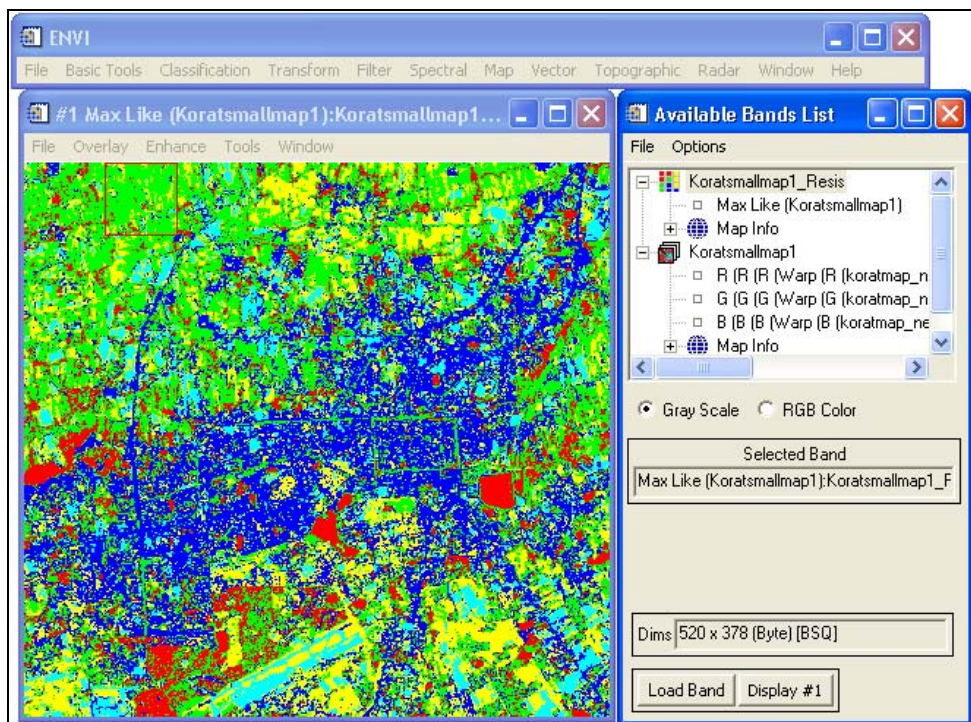 ENVI
File Basic Tools Classification Transform Filter Spectral Map Vector Topographic Radar Window Help
#1 Max Like (Koratsmallmap1):Koratsmallmap1...
File Overlay Enhance Tools Window
Available Bands List
File Options
Koratsmallmap1_Resis
Max Like (Koratsmallmap1)
Map Info
Koratsmallmap1
R (R (R (Warp (R (koratmap_n
G (G (G (Warp (G (koratmap_n
B (B (B (Warp (B (koratmap_ne
Map Info
Gray Scale RGB Color
Selected Band
Max Like (Koratsmallmap1):Koratsmallmap1_F
Dims 520 x 378 (Byte) [BSQ]
Load Band Display #1